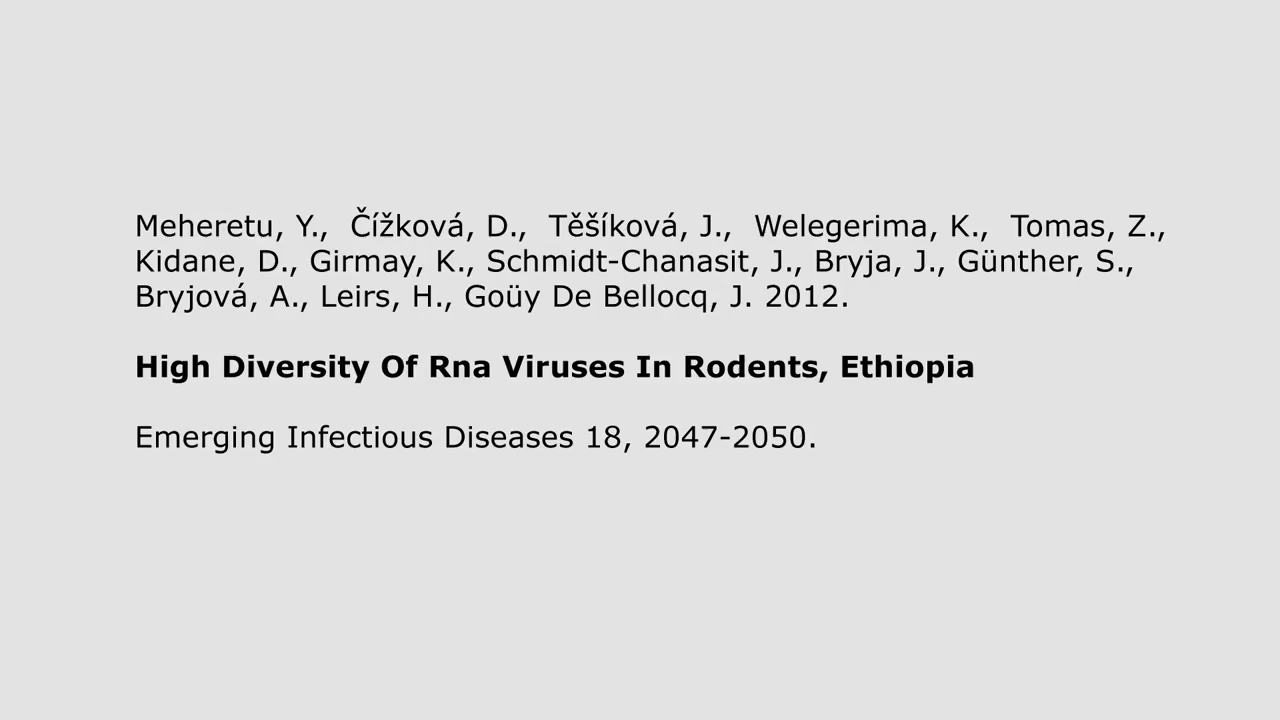 Meheretu, Y., Čížková, D., Těšíková, J., Welegerima, K., Tomas, Z.,
Kidane, D., Girmay, K., Schmidt-Chanasit, J., Bryja, J., Günther, S.,
Bryjová, A., Leirs, H., Goüy De Bellocq, J. 2012.
High Diversity Of Rna Viruses In Rodents, Ethiopia
Emerging Infectious Diseases 18, 2047-2050.